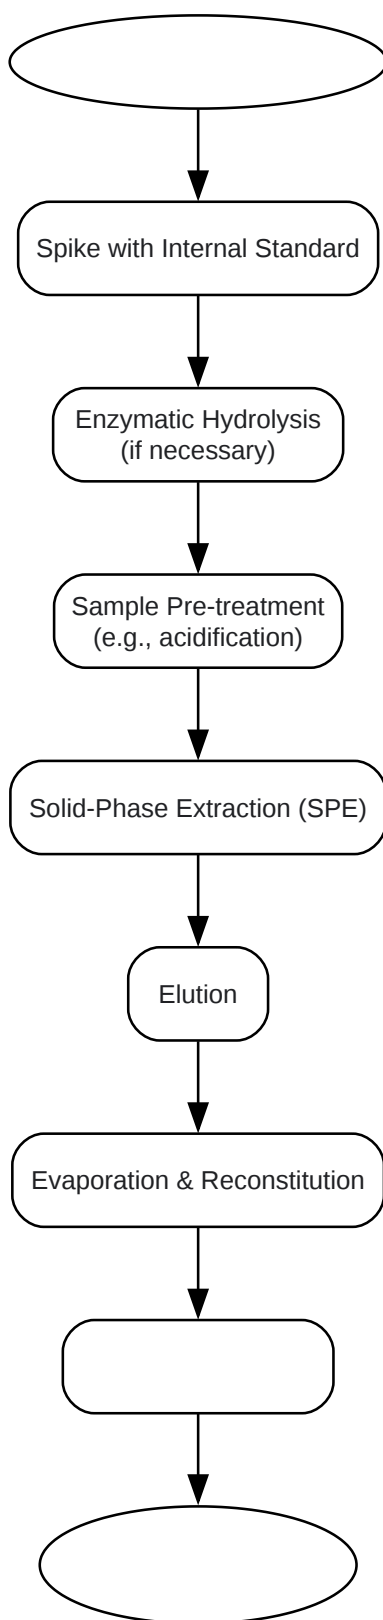 Spike with Internal Standard
Enzymatic Hydrolysis
(if necessary)
Sample Pre-treatment
(e.g., acidification)
Solid-Phase Extraction (SPE)
Elution
Evaporation & Reconstitution